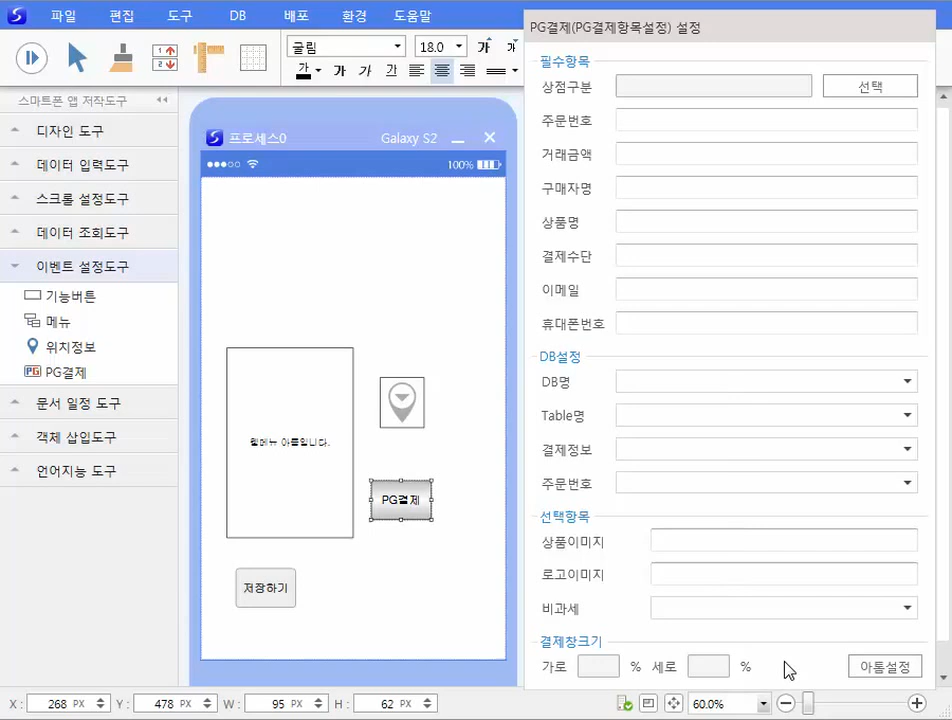 파일 편집 도구 DB 배포 환경 도움말
PG결제(PG결제항목설정) 설정
굴림 18.0 가 가
가 가 가 가
스마트폰 앱 저작도구
디자인 도구
데이터 입력도구
스크롤 설정도구
데이터 조회도구
이벤트 설정도구
기능버튼
메뉴
위치정보
PG PG결제
문서 일정 도구
객체 삽입도구
언어지능 도구
프로세스0 Galaxy S2
100%
웹메뉴 아톰입니다.
PG결제
저장하기
필수항목
상점구분 선택
주문번호
거래금액
구매자명
상품명
결제수단
이메일
휴대폰번호
DB설정
DB명
Table명
결제정보
주문번호
선택항목
상품이미지
로고이미지
비과세
결제창크기
가로 % 세로 % 아톰설정
X : 268 PX Y : 478 PX W : 95 PX H : 62 PX 60.0%